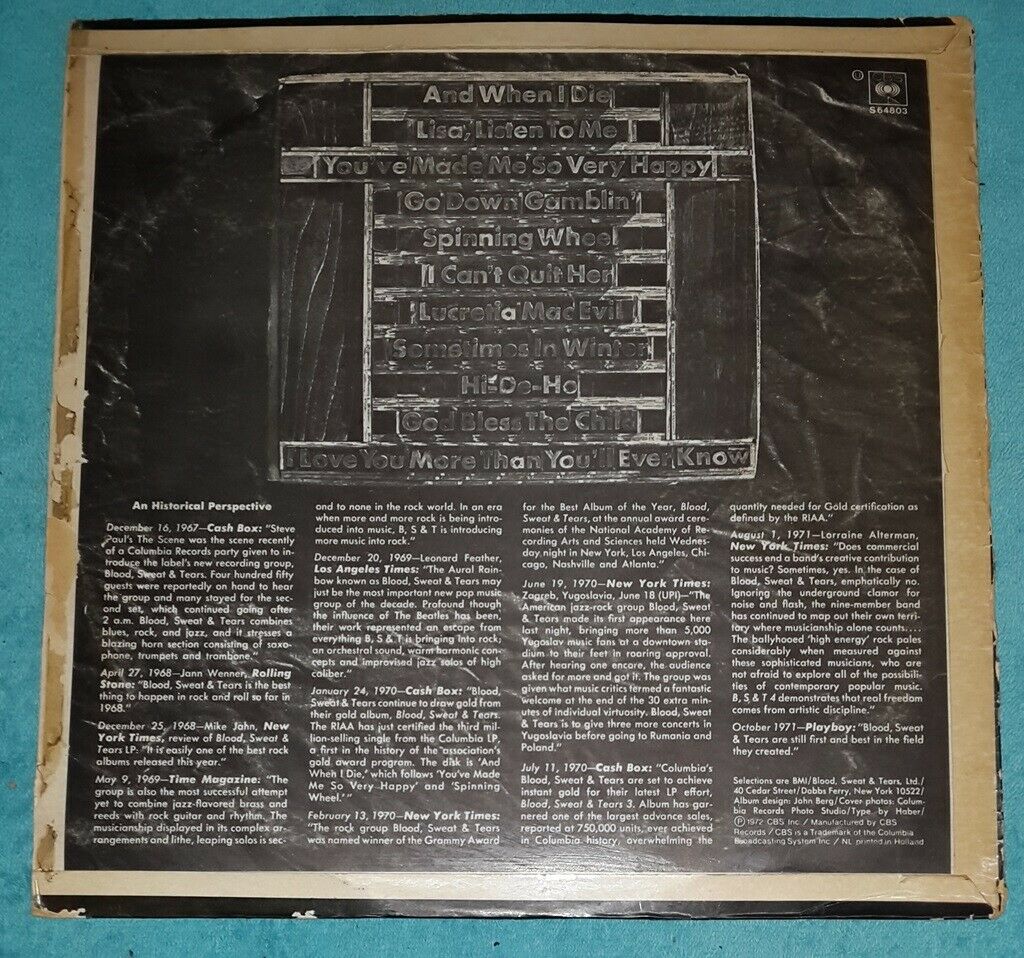 And When I Die
Lisa, Listen To Me
You've Made Me So Very Happy
Go Down Gamblin'
Spinning Wheel
I Can't Quit Her
Lucretia Mac Evil
Sometimes In Winter
Hi-De-Ho
God Bless The Child
I Love You More Than You'll Ever Know
U
CBS
S 64803
An Historical Perspective
December 16, 1967—Cash Box: "Steve
Paul's The Scene was the scene recently
of a Columbia Records party given to in-
troduce the label's new recording group,
Blood, Sweat & Tears. Four hundred fifty
guests were reportedly on hand to hear
the group and many stayed for the sec-
ond set, which continued going after
2 a.m. Blood, Sweat & Tears combines
blues, rock, and jazz, and it stresses a
blazing horn section consisting of saxo-
phone, trumpets and trombone."
April 27, 1968—Jann Wenner, Rolling
Stone: "Blood, Sweat & Tears is the best
thing to happen in rock and roll so far in
1968."
December 25, 1968—Mike Jahn, New
York Times, review of Blood, Sweat &
Tears LP: "It is easily one of the best rock
albums released this year."
May 9, 1969—Time Magazine: "The
group is also the most successful attempt
yet to combine jazz-flavored brass and
reeds with rock guitar and rhythm. The
musicianship displayed in its complex ar-
rangements and lithe, leaping solos is sec-
ond to none in the rock world. In an era
when more and more rock is being intro-
duced into music, B, S & T is introducing
more music into rock."
December 20, 1969—Leonard Feather,
Los Angeles Times: "The Aural Rain-
bow known as Blood, Sweat & Tears may
just be the most important new pop music
group of the decade. Profound though
the influence of The Beatles has been,
their work represented an escape from
everything B, S & T is bringing into rock;
an orchestral sound, warm harmonic con-
cepts and improvised jazz solos of high
caliber."
January 24, 1970—Cash Box: "Blood,
Sweat & Tears continue to draw gold from
their gold album, Blood, Sweat & Tears.
The RIAA has just certified the third mil-
lion-selling single from the Columbia LP,
a first in the history of the association's
gold award program. The disk is 'And
When I Die,' which follows 'You've Made
Me So Very Happy' and 'Spinning
Wheel.'"
February 13, 1970—New York Times:
"The rock group Blood, Sweat & Tears
was named winner of the Grammy Award
for the Best Album of the Year, Blood,
Sweat & Tears, at the annual award cere-
monies of the National Academy of Re-
cording Arts and Sciences held Wednes-
day night in New York, Los Angeles, Chi-
cago, Nashville and Atlanta."
June 19, 1970—New York Times:
Zagreb, Yugoslavia, June 18 (UPI)—"The
American jazz-rock group Blood, Sweat
& Tears made its first appearance here
last night, bringing more than 5,000
Yugoslav music fans at a downtown sta-
dium to their feet in roaring approval.
After hearing one encore, the audience
asked for more and got it. The group was
given what music critics termed a fantastic
welcome at the end of the 30 extra min-
utes of individual virtuosity. Blood, Sweat
& Tears is to give three more concerts in
Yugoslavia before going to Rumania and
Poland."
July 11, 1970—Cash Box: "Columbia's
Blood, Sweat & Tears are set to achieve
instant gold for their latest LP effort,
Blood, Sweat & Tears 3. Album has gar-
nered one of the largest advance sales,
reported at 750,000 units, ever achieved
in Columbia history, overwhelming the
quantity needed for Gold certification as
defined by the RIAA."
August 1, 1971—Lorraine Alterman,
New York Times: "Does commercial
success end a band's creative contribution
to music? Sometimes, yes. In the case of
Blood, Sweat & Tears, emphatically no.
Ignoring the underground clamor for
noise and flash, the nine-member band
has continued to map out their own terri-
tory where musicianship alone counts....
The ballyhooed 'high energy' rock pales
considerably when measured against
these sophisticated musicians, who are
not afraid to explore all of the possibili-
ties of contemporary popular music.
B, S & T 4 demonstrates that real freedom
comes from artistic discipline."
October 1971—Playboy: "Blood, Sweat
& Tears are still first and best in the field
they created."
Selections are BMI/Blood, Sweat & Tears, Ltd./
40 Cedar Street/Dobbs Ferry, New York 10522/
Album design: John Berg/Cover photos: Colum-
bia Records Photo Studio/Type by Haber/
Ⓟ 1972 CBS Inc./Manufactured by CBS
Records/CBS is a Trademark of the Columbia
Broadcasting System Inc/NL printed in Holland